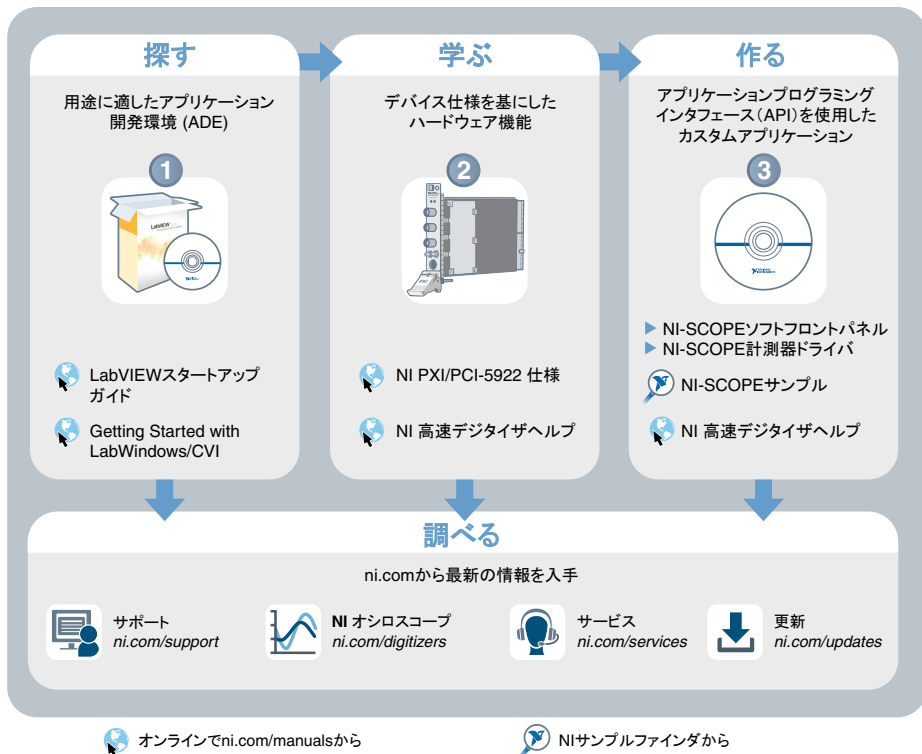 探す
用途に適したアプリケーション
開発環境 (ADE)
1
LabVIEW
LabVIEWスタートアップ
ガイド
Getting Started with
LabWindows/CVI
学ぶ
デバイス仕様を基にした
ハードウェア機能
2
NI PXI/PCI-5922 仕様
NI 高速デジタイザヘルプ
作る
アプリケーションプログラミング
インタフェース(API)を使用した
カスタムアプリケーション
3
NI-SCOPEソフトフロントパネル
NI-SCOPE計測器ドライバ
NI-SCOPEサンプル
NI 高速デジタイザヘルプ
調べる
ni.comから最新の情報を入手
サポート
ni.com/support
NI オシロスコープ
ni.com/digitizers
サービス
ni.com/services
更新
ni.com/updates
オンラインでni.com/manualsから
NIサンプルファインダから